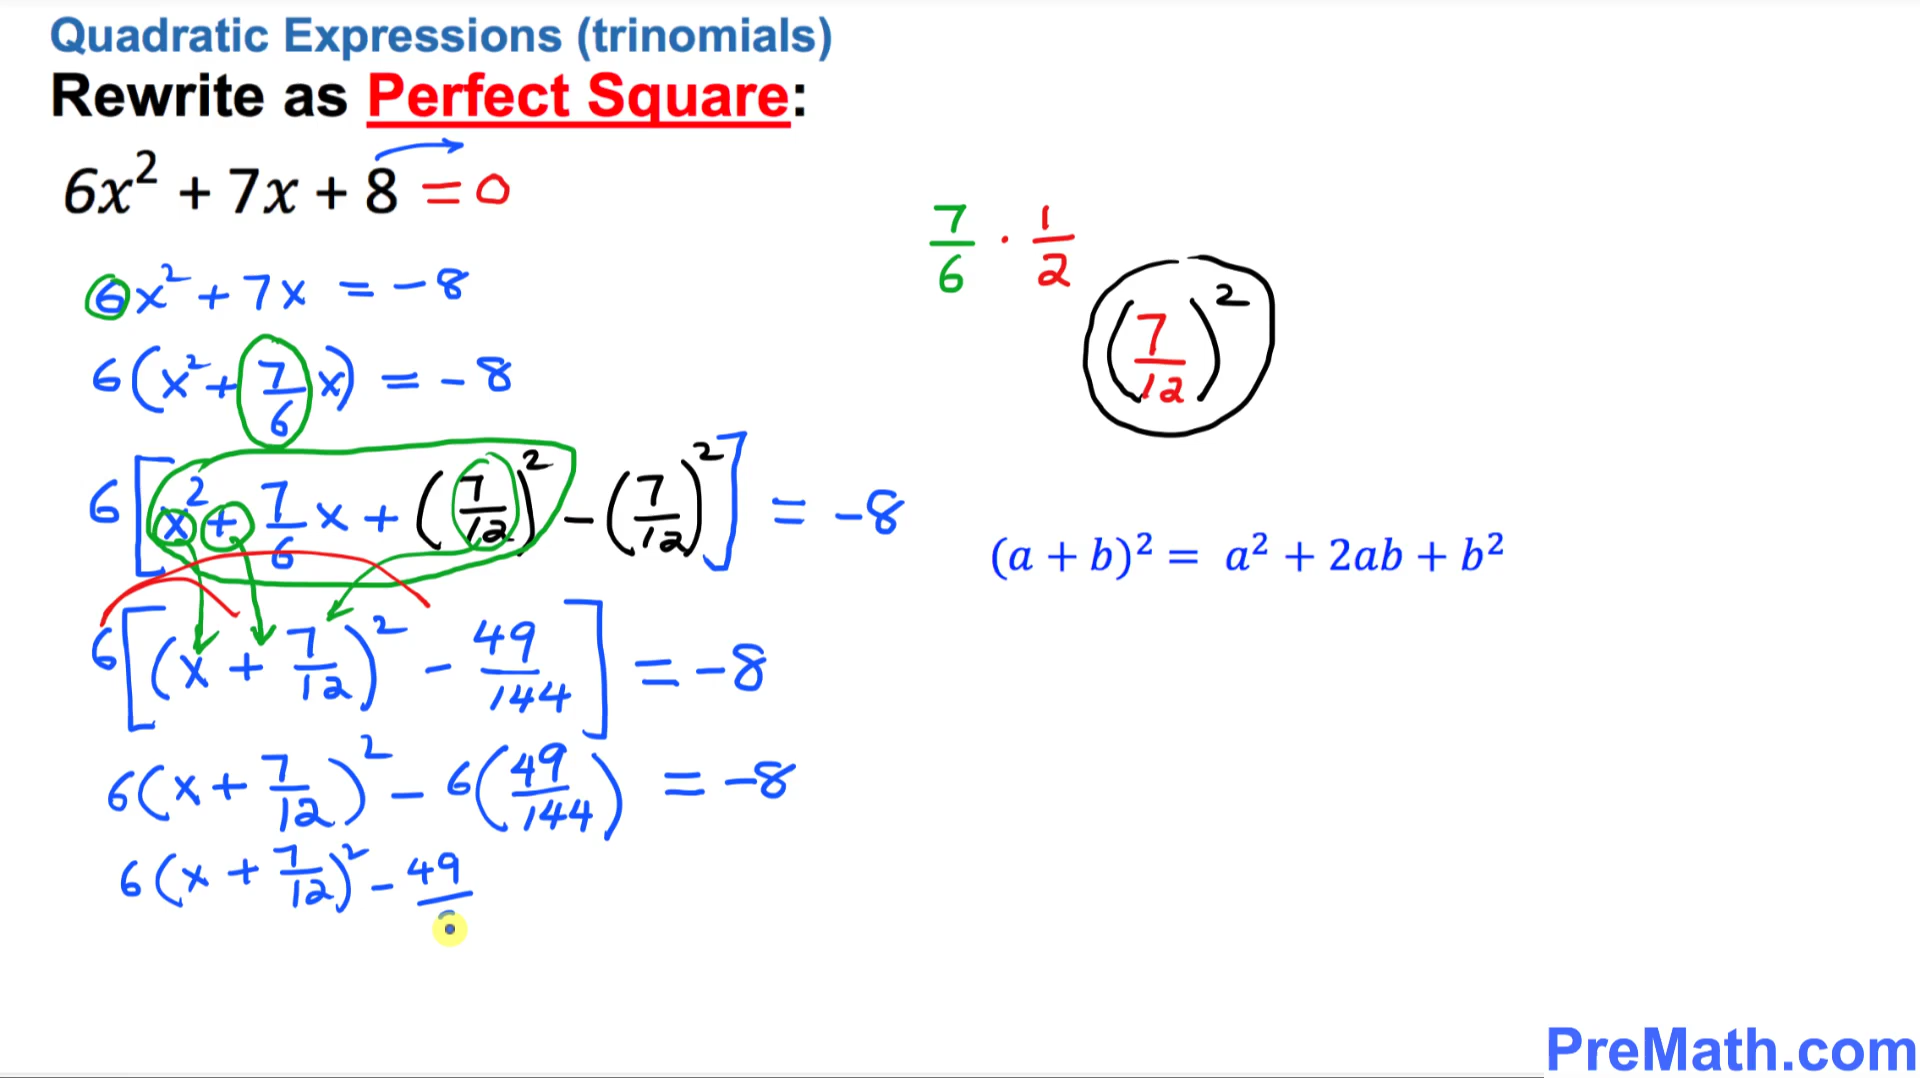 Quadratic Expressions (trinomials)
Rewrite as Perfect Square:
6x² + 7x + 8 = 0
6x² + 7x = -8
6(x² + 7/6 x) = -8
6[x² + 7/6 x + (7/12)² - (7/12)²] = -8
6[(x + 7/12)² - 49/144] = -8
6(x + 7/12)² - 6(49/144) = -8
6(x + 7/12)² - 49/
7/6 · 1/2
(7/12)²
(a + b)² = a² + 2ab + b²
PreMath.com